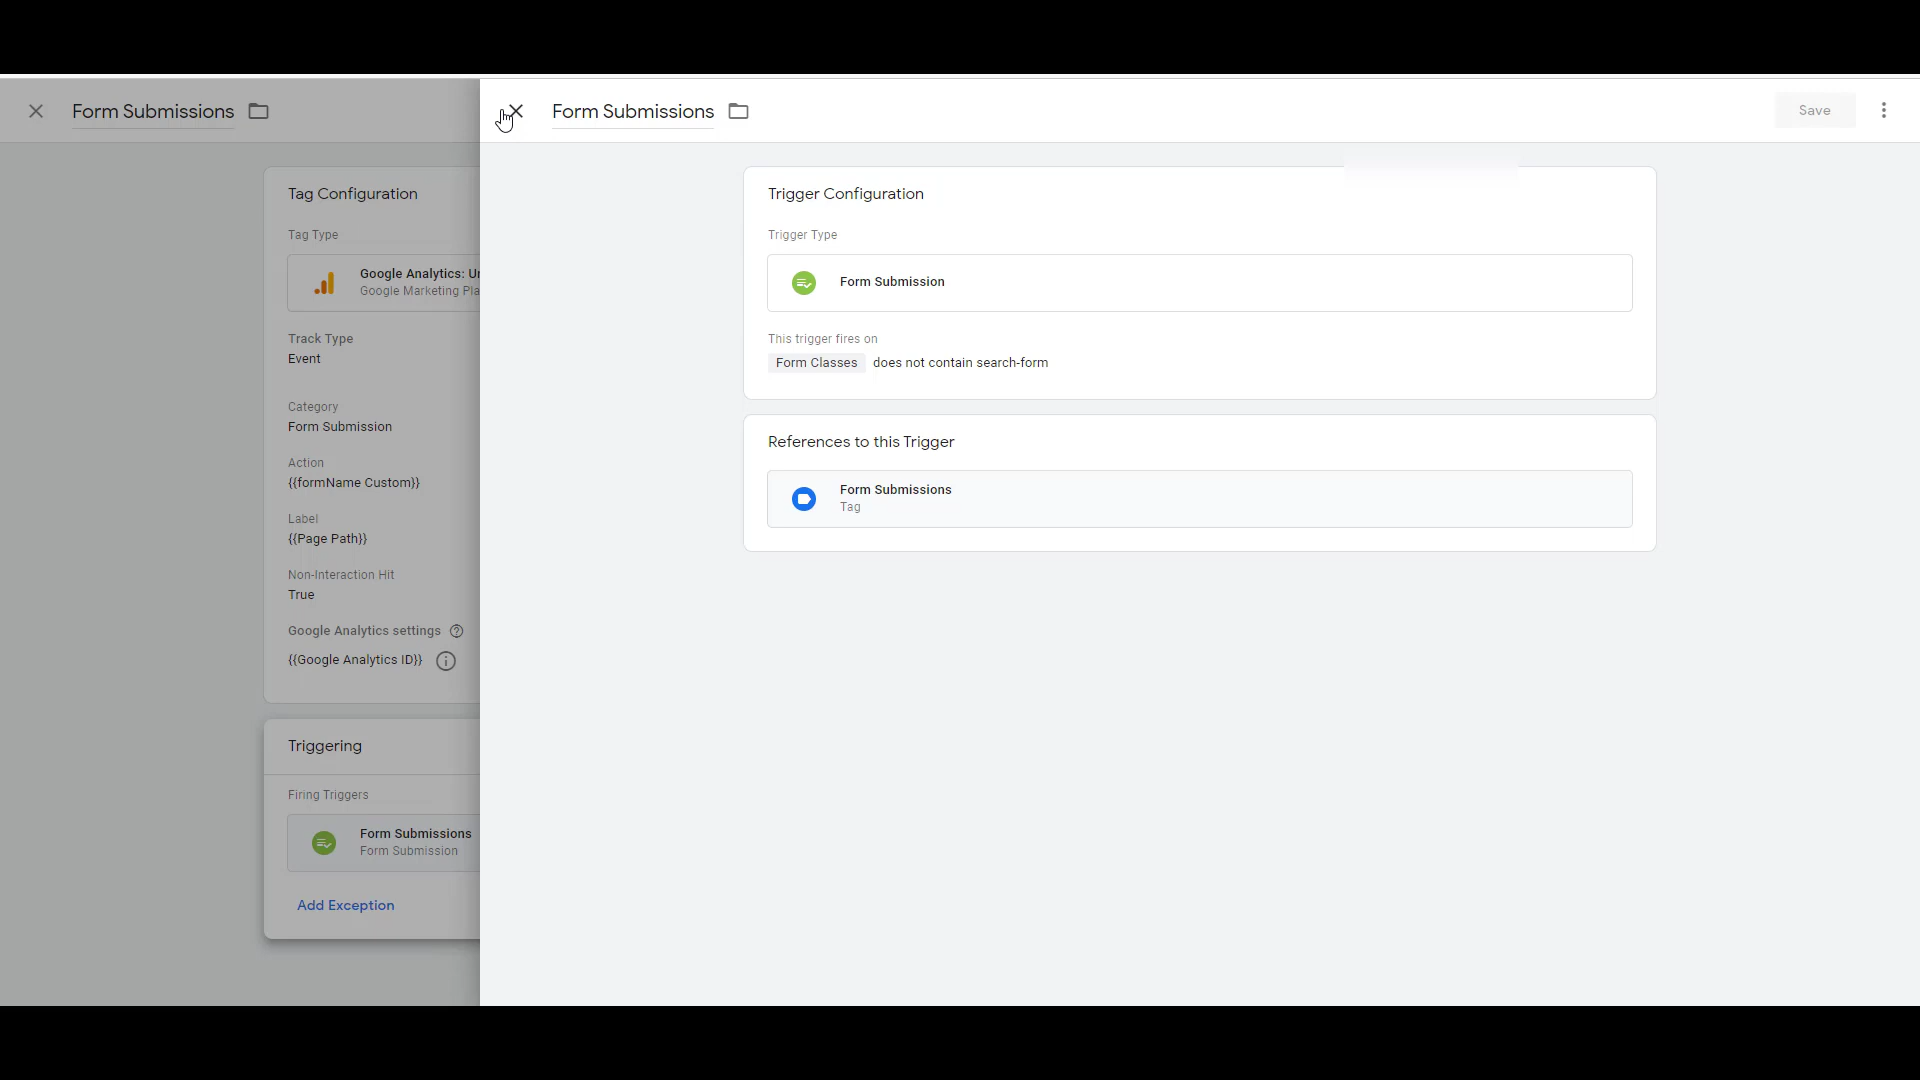 Form Submissions
Tag Configuration
Tag Type
Google Analytics: Un
Google Marketing Pla
Track Type
Event
Category
Form Submission
Action
{{formName Custom}}
Label
{{Page Path}}
Non-Interaction Hit
True
Google Analytics settings
{{Google Analytics ID}}
Triggering
Firing Triggers
Form Submissions
Form Submission
Add Exception
Form Submissions
Save
Trigger Configuration
Trigger Type
Form Submission
This trigger fires on
Form Classes does not contain search-form
References to this Trigger
Form Submissions
Tag